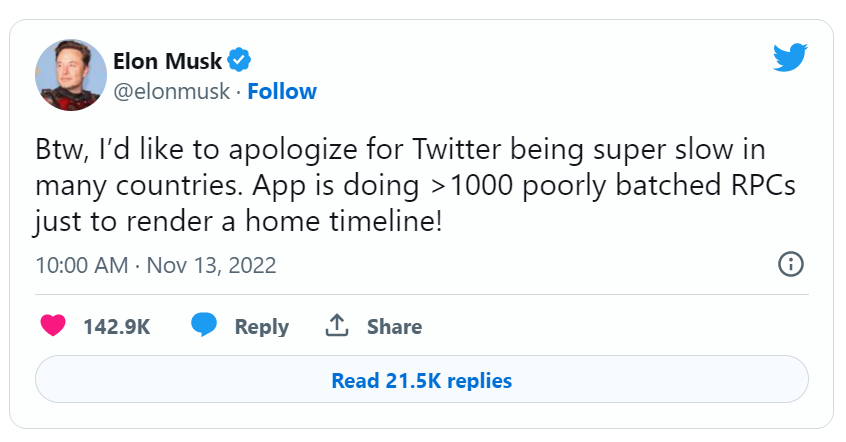 Elon Musk
@elonmusk · Follow
Btw, I’d like to apologize for Twitter being super slow in
many countries. App is doing >1000 poorly batched RPCs
just to render a home timeline!
10:00 AM · Nov 13, 2022
142.9K Reply Share
Read 21.5K replies